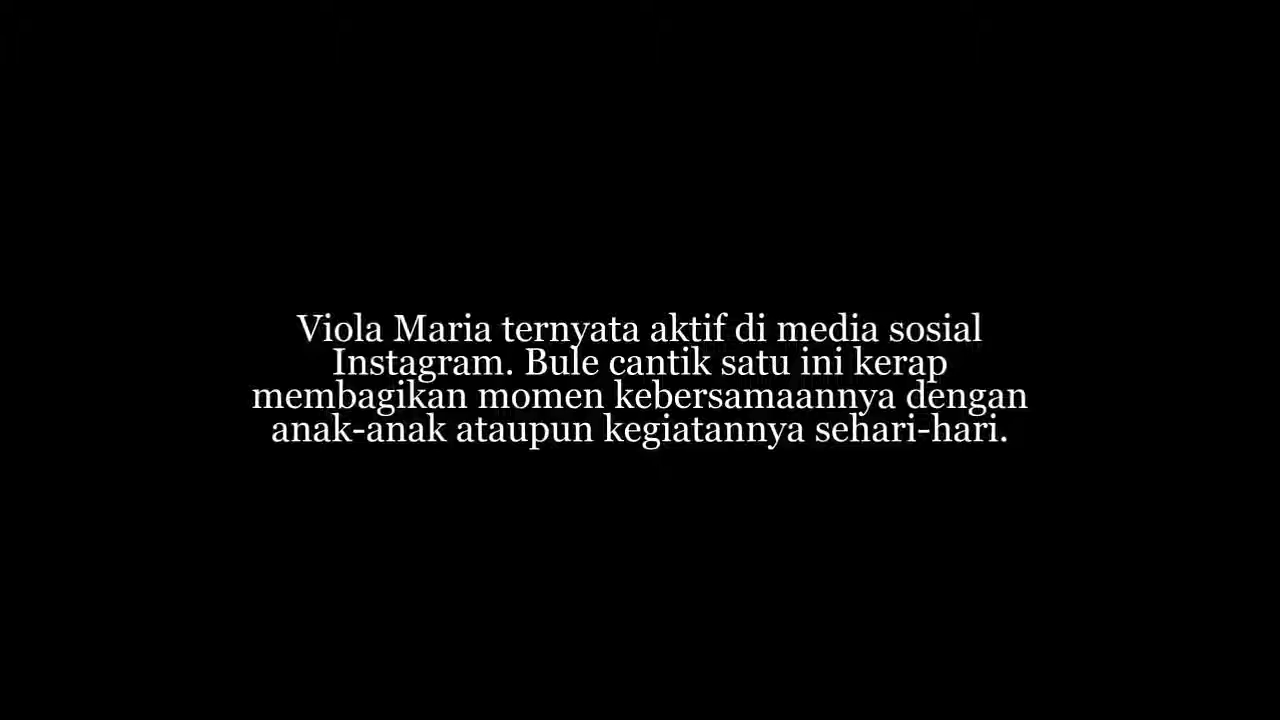 Viola Maria ternyata aktif di media sosial
Instagram. Bule cantik satu ini kerap
membagikan momen kebersamaannya dengan
anak-anak ataupun kegiatannya sehari-hari.